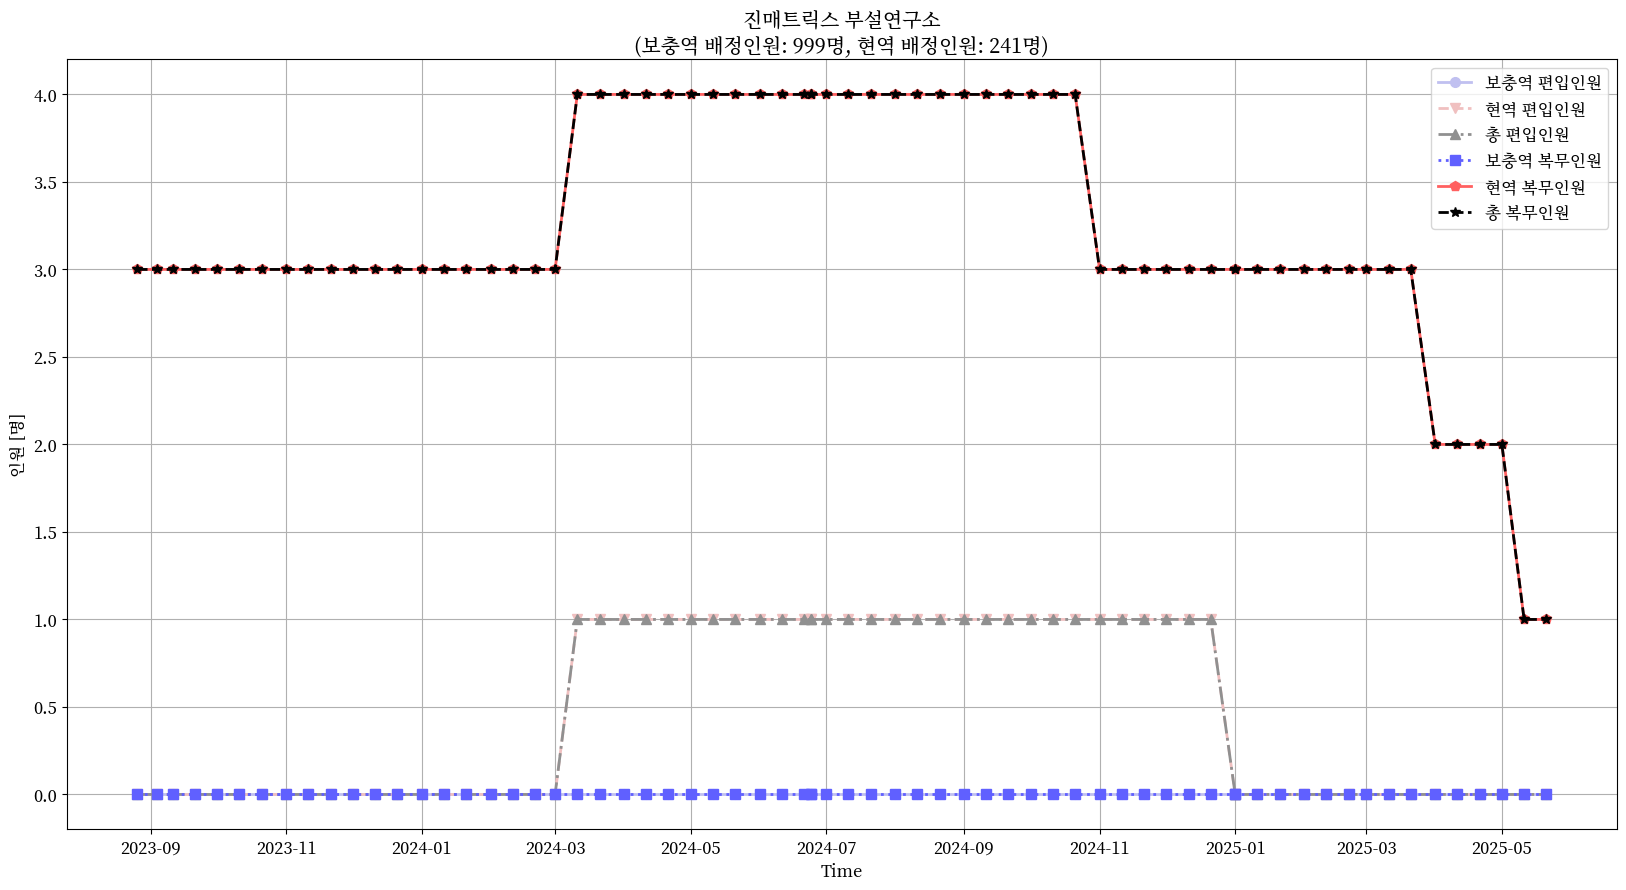 진매트릭스 부설연구소
(보충역 배정인원: 999명, 현역 배정인원: 241명)
보충역 편입인원
현역 편입인원
총 편입인원
보충역 복무인원
현역 복무인원
총 복무인원
4.0
3.5
3.0
2.5
2.0
1.5
1.0
0.5
0.0
인원 [명]
2023-09 2023-11 2024-01 2024-03 2024-05 2024-07 2024-09 2024-11 2025-01 2025-03 2025-05
Time